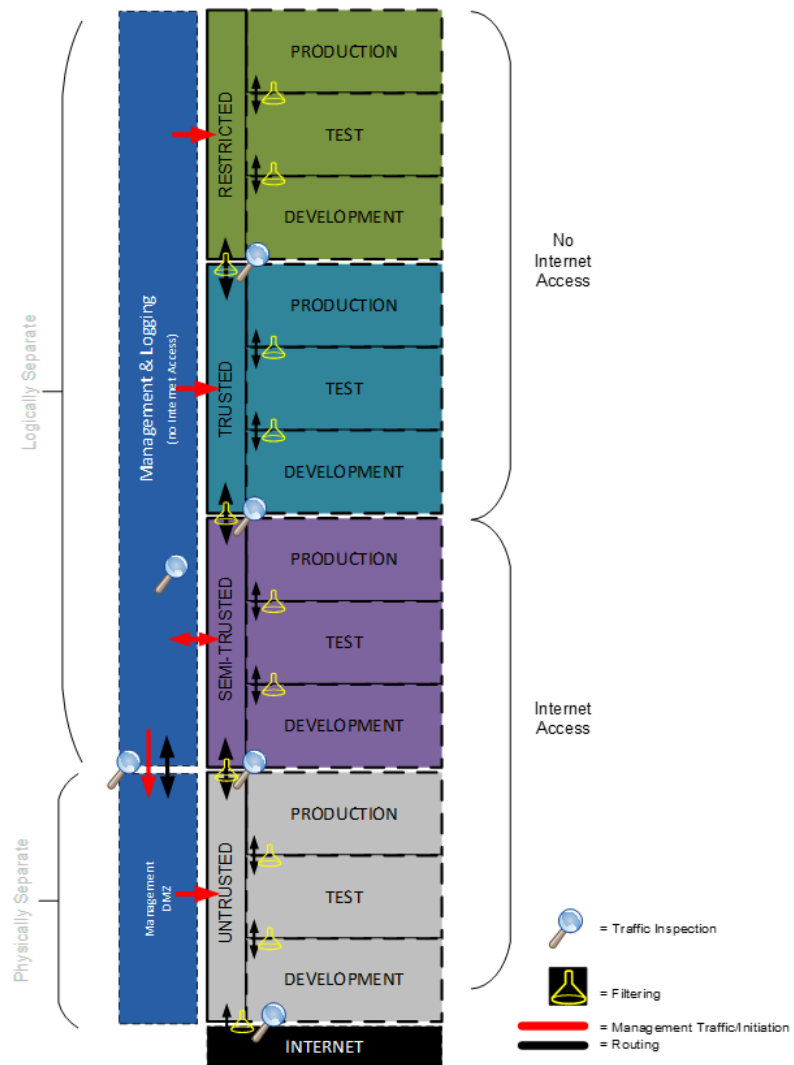 RESTRICTED
PRODUCTION
TEST
DEVELOPMENT
TRUSTED
PRODUCTION
TEST
DEVELOPMENT
SEMI-TRUSTED
PRODUCTION
TEST
DEVELOPMENT
UNTRUSTED
PRODUCTION
TEST
DEVELOPMENT
INTERNET
Logically Separate
Management & Logging
(no Internet Access)
Physically Separate
Management
DMZ
No
Internet
Access
Internet
Access
= Traffic Inspection
= Filtering
= Management Traffic/Initiation
= Routing